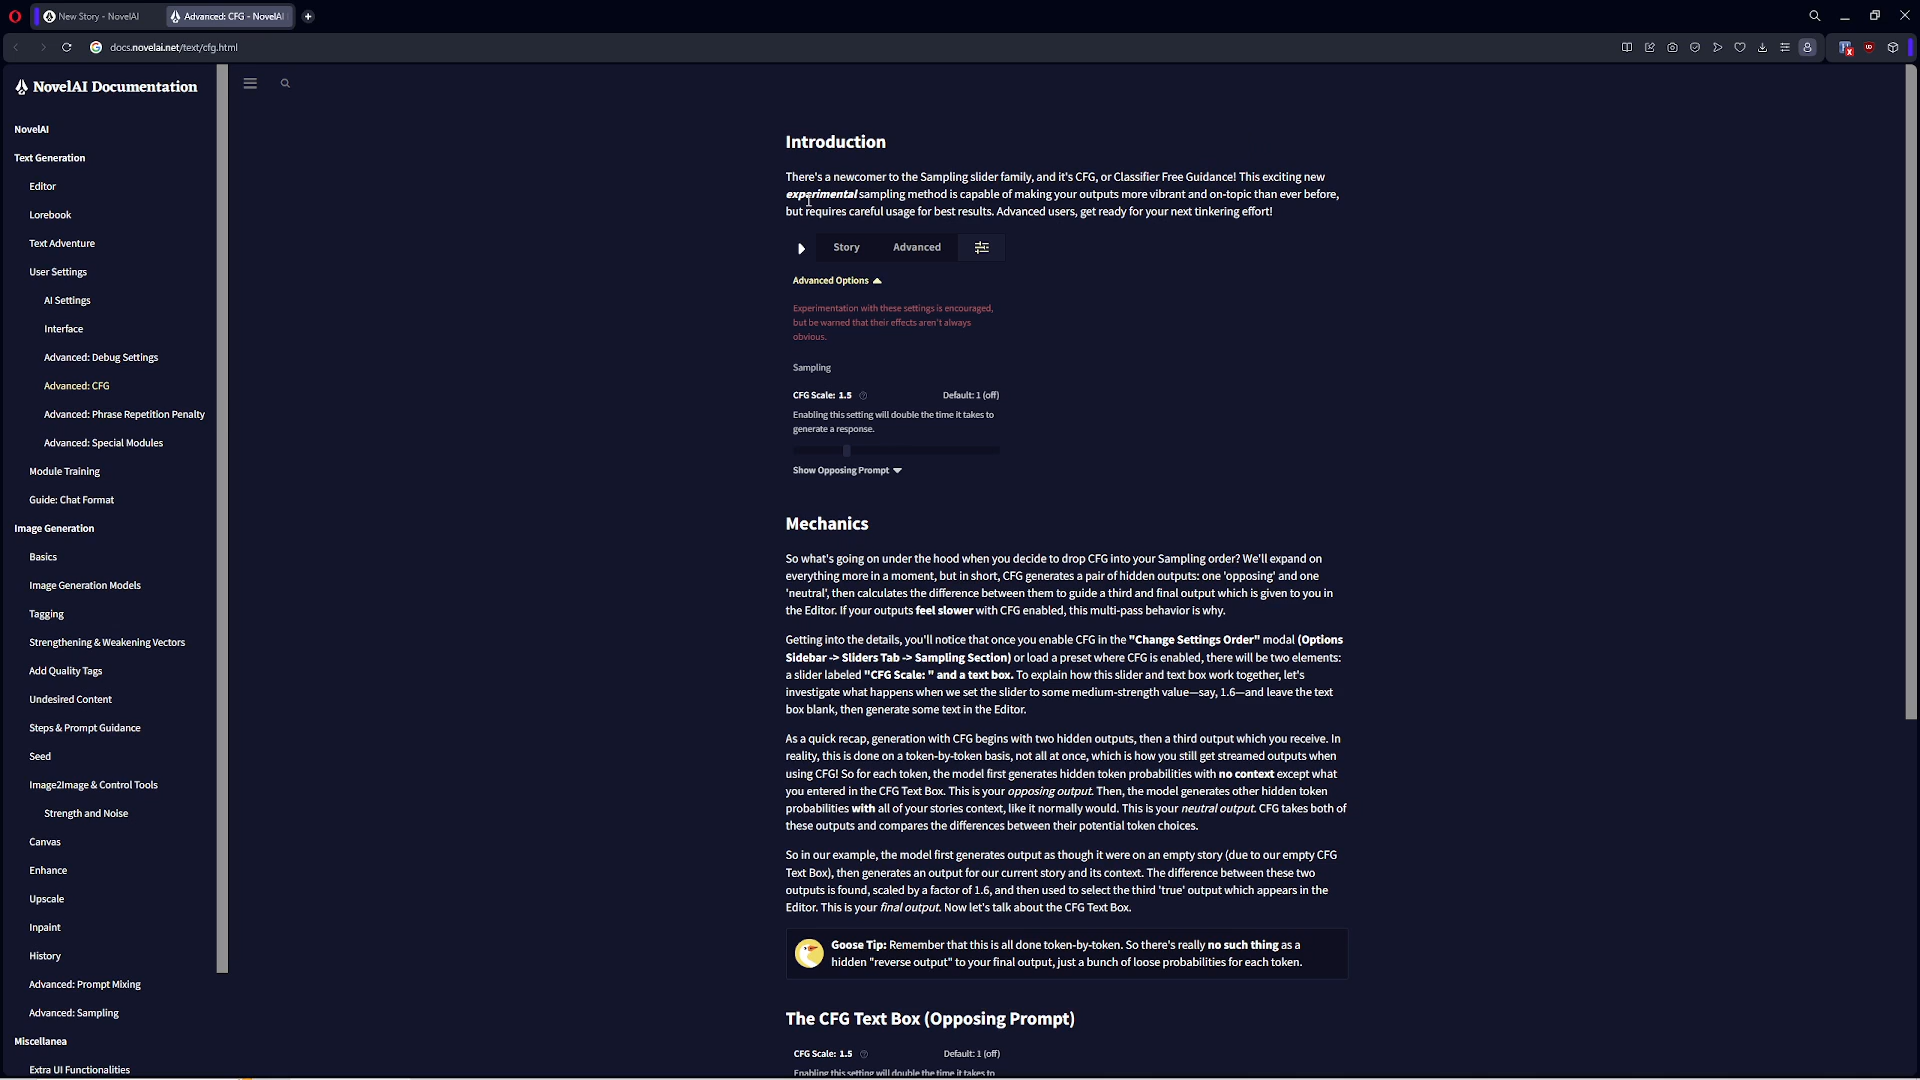 New Story - NovelAI
Advanced: CFG - NovelAI
docs.novelai.net/text/cfg.html
NovelAI Documentation
NovelAI
Text Generation
Editor
Lorebook
Text Adventure
User Settings
AI Settings
Interface
Advanced: Debug Settings
Advanced: CFG
Advanced: Phrase Repetition Penalty
Advanced: Special Modules
Module Training
Guide: Chat Format
Image Generation
Basics
Image Generation Models
Tagging
Strengthening & Weakening Vectors
Add Quality Tags
Undesired Content
Steps & Prompt Guidance
Seed
Image2Image & Control Tools
Strength and Noise
Canvas
Enhance
Upscale
Inpaint
History
Advanced: Prompt Mixing
Advanced: Sampling
Miscellanea
Extra UI Functionalities
Introduction
There's a newcomer to the Sampling slider family, and it's CFG, or Classifier Free Guidance! This exciting new
experimental sampling method is capable of making your outputs more vibrant and on-topic than ever before,
but requires careful usage for best results. Advanced users, get ready for your next tinkering effort!
Story Advanced
Advanced Options
Experimentation with these settings is encouraged,
but be warned that their effects aren't always
obvious.
Sampling
CFG Scale: 1.5 Default: 1 (off)
Enabling this setting will double the time it takes to
generate a response.
Show Opposing Prompt
Mechanics
So what's going on under the hood when you decide to drop CFG into your Sampling order? We'll expand on
everything more in a moment, but in short, CFG generates a pair of hidden outputs: one 'opposing' and one
'neutral', then calculates the difference between them to guide a third and final output which is given to you in
the Editor. If your outputs feel slower with CFG enabled, this multi-pass behavior is why.
Getting into the details, you'll notice that once you enable CFG in the "Change Settings Order" modal (Options
Sidebar -> Sliders Tab -> Sampling Section) or load a preset where CFG is enabled, there will be two elements:
a slider labeled "CFG Scale: " and a text box. To explain how this slider and text box work together, let's
investigate what happens when we set the slider to some medium-strength value—say, 1.6—and leave the text
box blank, then generate some text in the Editor.
As a quick recap, generation with CFG begins with two hidden outputs, then a third output which you receive. In
reality, this is done on a token-by-token basis, not all at once, which is how you still get streamed outputs when
using CFG! So for each token, the model first generates hidden token probabilities with no context except what
you entered in the CFG Text Box. This is your opposing output. Then, the model generates other hidden token
probabilities with all of your stories context, like it normally would. This is your neutral output. CFG takes both of
these outputs and compares the differences between their potential token choices.
So in our example, the model first generates output as though it were on an empty story (due to our empty CFG
Text Box), then generates an output for our current story and its context. The difference between these two
outputs is found, scaled by a factor of 1.6, and then used to select the third 'true' output which appears in the
Editor. This is your final output. Now let's talk about the CFG Text Box.
Goose Tip: Remember that this is all done token-by-token. So there's really no such thing as a
hidden "reverse output" to your final output, just a bunch of loose probabilities for each token.
The CFG Text Box (Opposing Prompt)
CFG Scale: 1.5 Default: 1 (off)
Enabling this setting will double the time it takes to